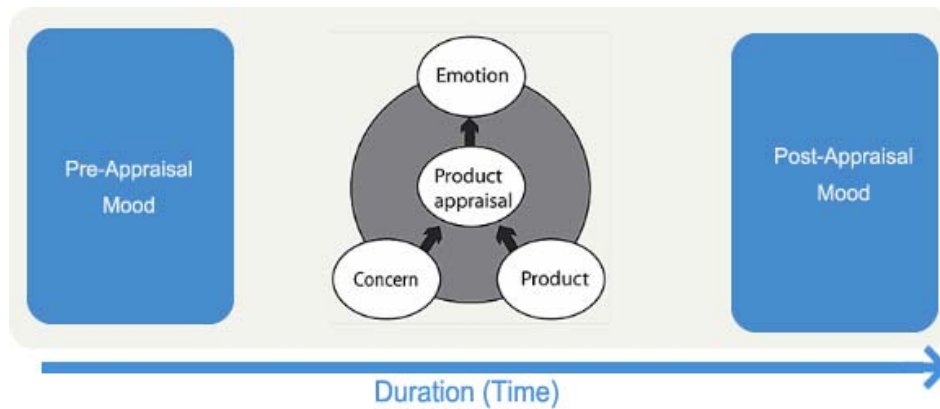 Pre-Appraisal
Mood
Emotion
Product
appraisal
Concern
Product
Post-Appraisal
Mood
Duration (Time)